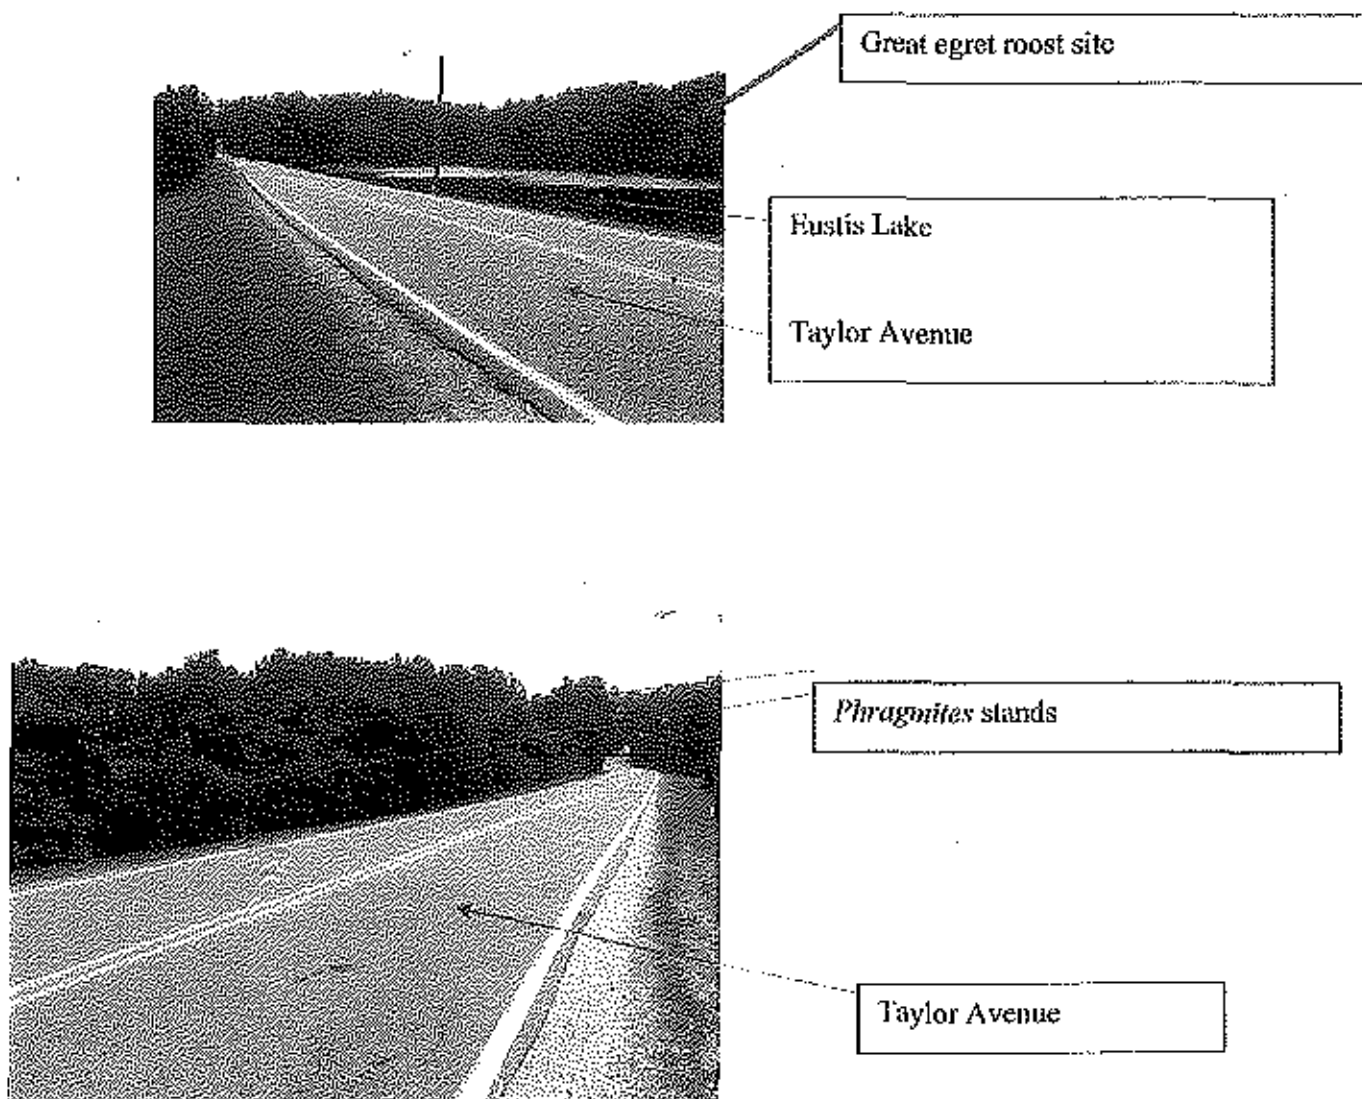 Great egret roost site
Eustis Lake
Taylor Avenue
Phragmites stands
Taylor Avenue